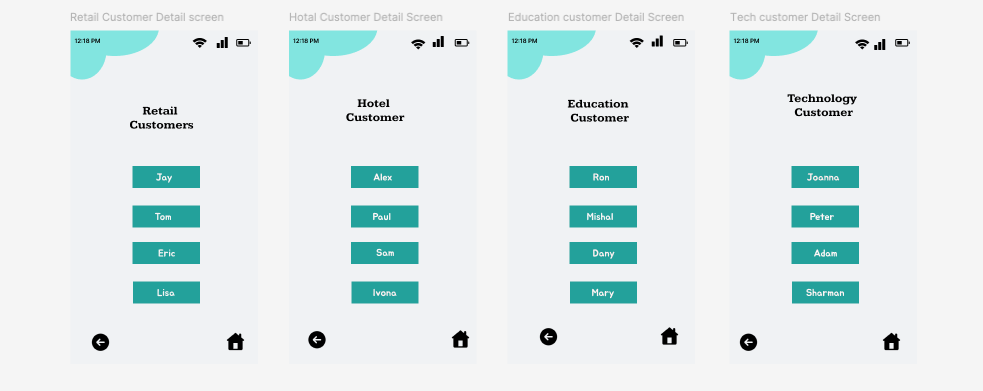 Retail Customer Detail screen
12:18 PM
Retail
Customers
Jay
Tom
Eric
Lisa
Hotal Customer Detail screen
12:18 PM
Hotel
Customer
Alex
Paul
Sam
Ivona
Education customer Detail Screen
12:18 PM
Education
Customer
Ron
Mishal
Dany
Mary
Tech customer Detail Screen
12:18 PM
Technology
Customer
Joanna
Peter
Adam
Sharman